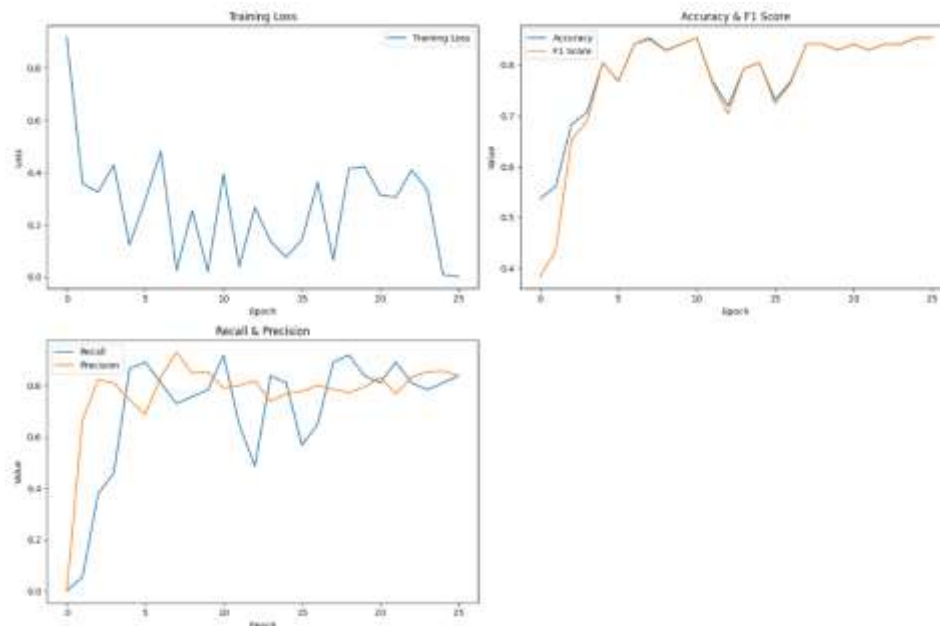 Training Loss
Training Loss
0.8
0.6
0.4
0.2
0.0
Loss
0
5
10
15
20
25
Epoch
Accuracy & F1 Score
Accuracy
F1 Score
0.8
0.7
0.6
0.5
0.4
Value
0
5
10
15
20
25
Epoch
Recall & Precision
Recall
Precision
0.8
0.6
0.4
0.2
0.0
Value
0
5
10
15
20
25
Epoch